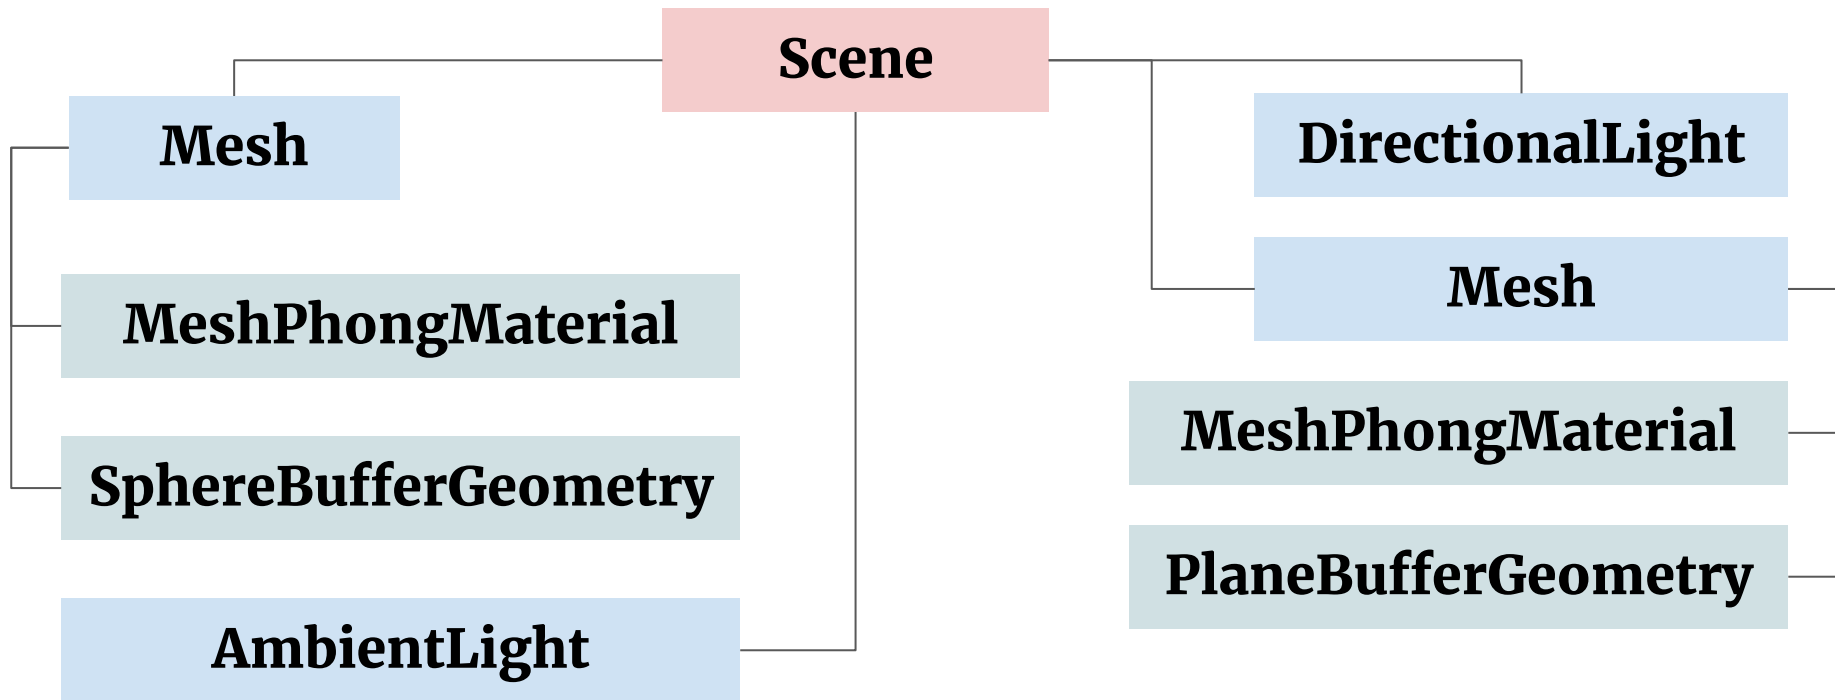 Scene
Mesh
MeshPhongMaterial
SphereBufferGeometry
AmbientLight
DirectionalLight
Mesh
MeshPhongMaterial
PlaneBufferGeometry